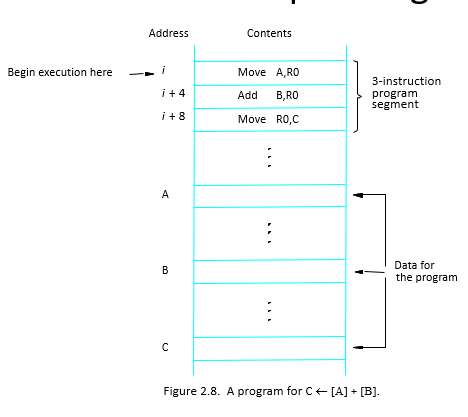 Address Contents
Begin execution here i Move A,R0
i + 4 Add B,R0
i + 8 Move R0,C
3-instruction
program
segment
A
B
C
Data for
the program
Figure 2.8. A program for C ← [A] + [B].